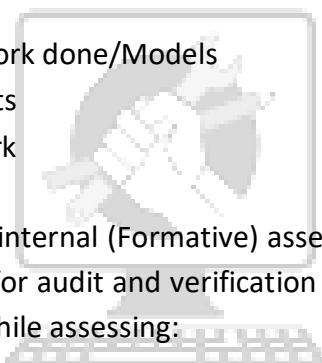 ork done/Models
ts
rk
internal (Formative) asse
or audit and verification
hile assessing: